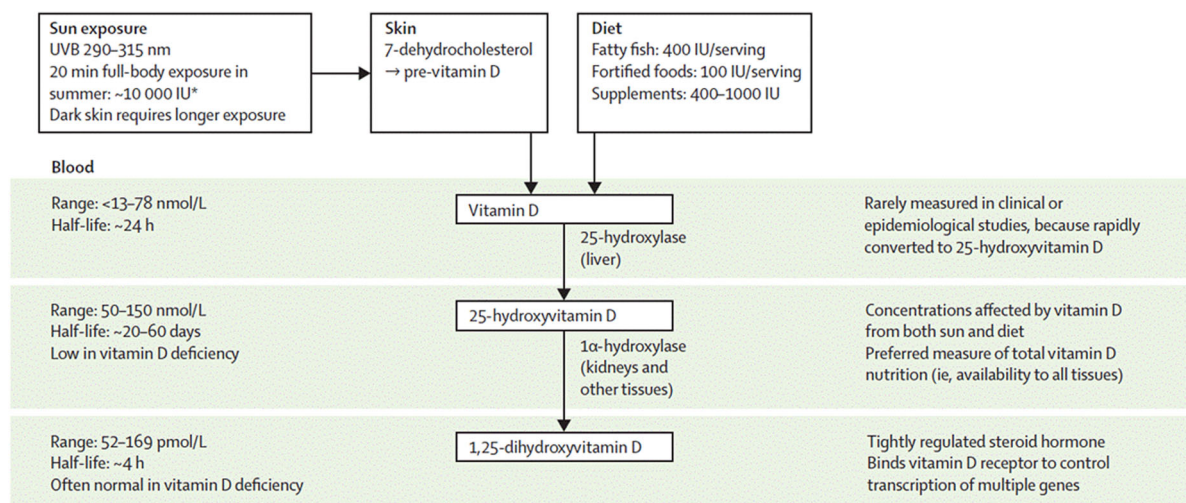 Sun exposure
UVB 290–315 nm
20 min full-body exposure in
summer: ~10 000 IU*
Dark skin requires longer exposure
Skin
7-dehydrocholesterol
→ pre-vitamin D
Diet
Fatty fish: 400 IU/serving
Fortified foods: 100 IU/serving
Supplements: 400–1000 IU
Blood
Range: <13–78 nmol/L
Half-life: ~24 h
Vitamin D
25-hydroxylase
(liver)
Rarely measured in clinical or
epidemiological studies, because rapidly
converted to 25-hydroxyvitamin D
Range: 50–150 nmol/L
Half-life: ~20–60 days
Low in vitamin D deficiency
25-hydroxyvitamin D
1α-hydroxylase
(kidneys and
other tissues)
Concentrations affected by vitamin D
from both sun and diet
Preferred measure of total vitamin D
nutrition (ie, availability to all tissues)
Range: 52–169 pmol/L
Half-life: ~4 h
Often normal in vitamin D deficiency
1,25-dihydroxyvitamin D
Tightly regulated steroid hormone
Binds vitamin D receptor to control
transcription of multiple genes